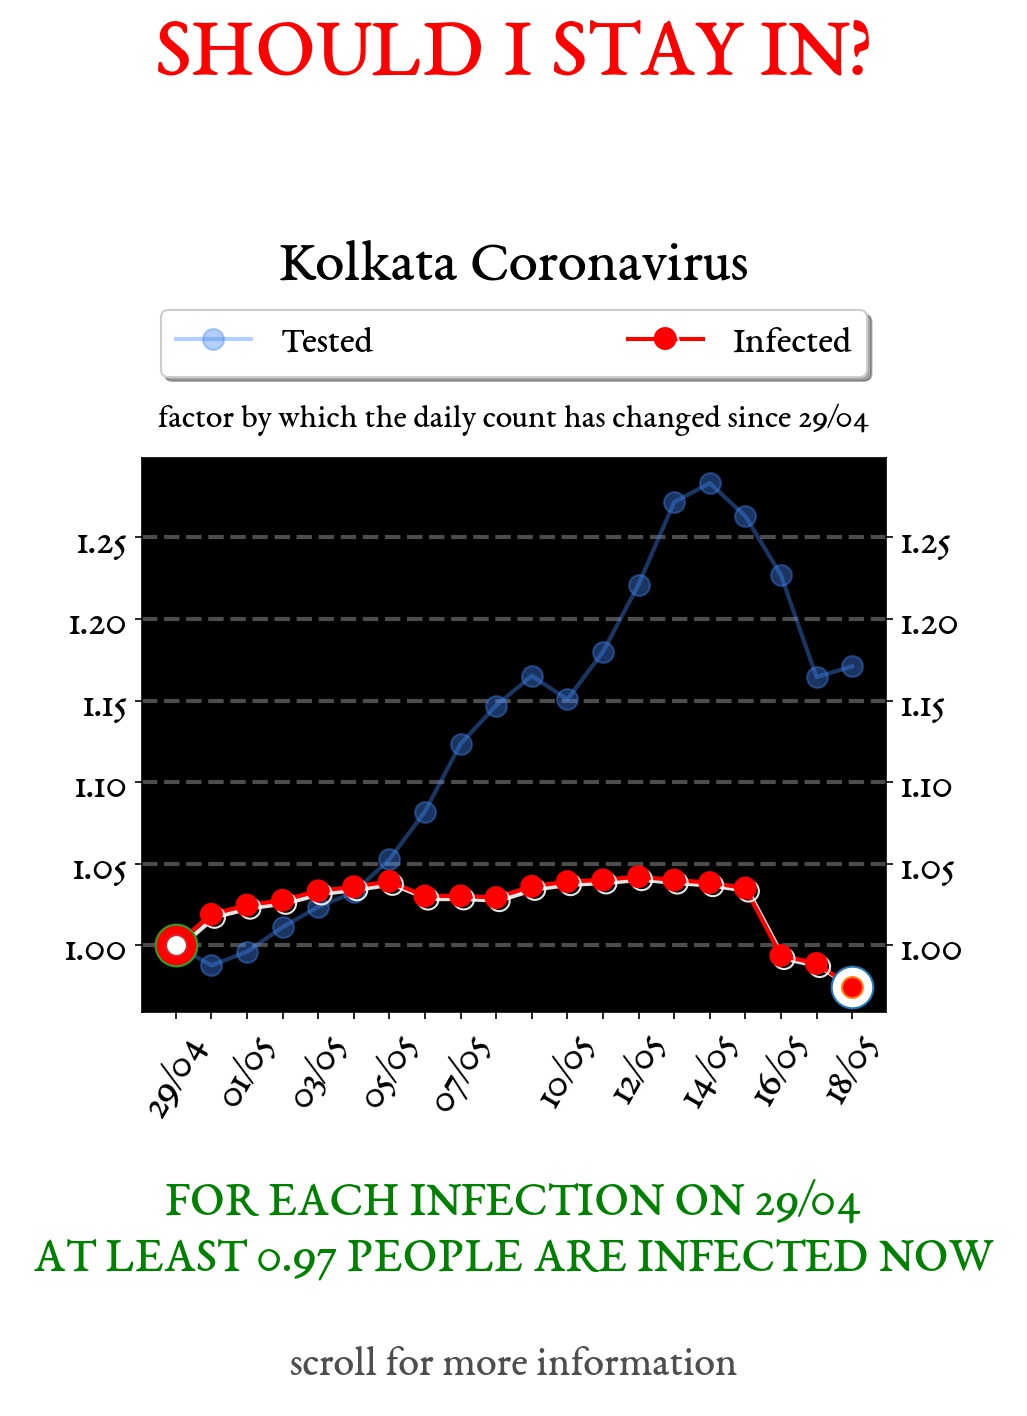 SHOULD I STAY IN?
Kolkata Coronavirus
Tested Infected
factor by which the daily count has changed since 29/04
1.25 1.25
1.20 1.20
1.15 1.15
1.10 1.10
1.05 1.05
1.00 1.00
29/04 01/05 03/05 05/05 07/05 10/05 12/05 14/05 16/05 18/05
FOR EACH INFECTION ON 29/04
AT LEAST 0.97 PEOPLE ARE INFECTED NOW
scroll for more information